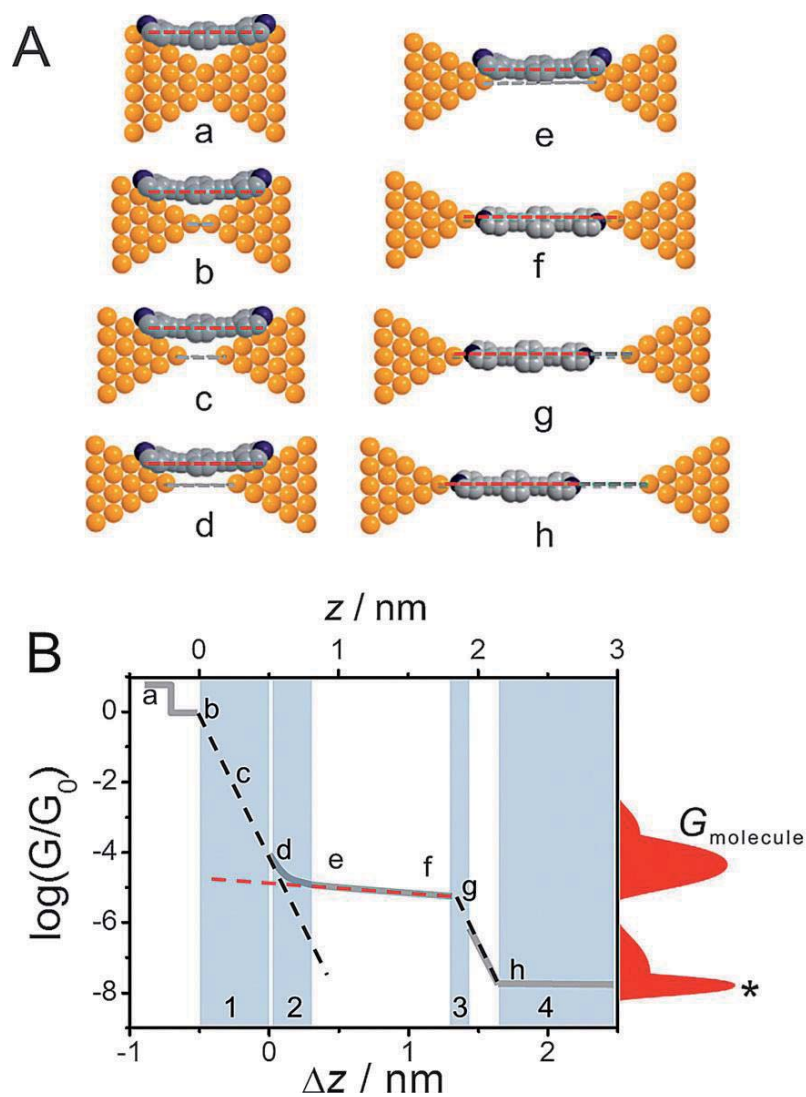 A
a
e
b
f
c
g
d
h
B
z / nm
0 1 2 3
log(G/G₀)
0
-2
-4
-6
-8
a
b
c
d
e
f
g
h
1 2 3 4
-1 0 1 2
Δz / nm
G molecule
*